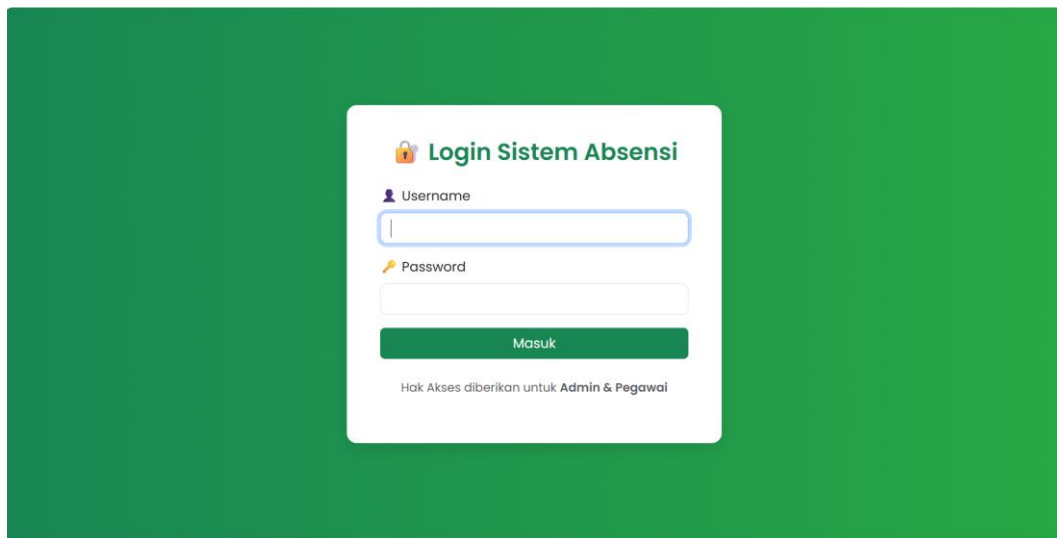 🔐 Login Sistem Absensi
👤 Username
🔑 Password
Masuk
Hak Akses diberikan untuk Admin & Pegawai